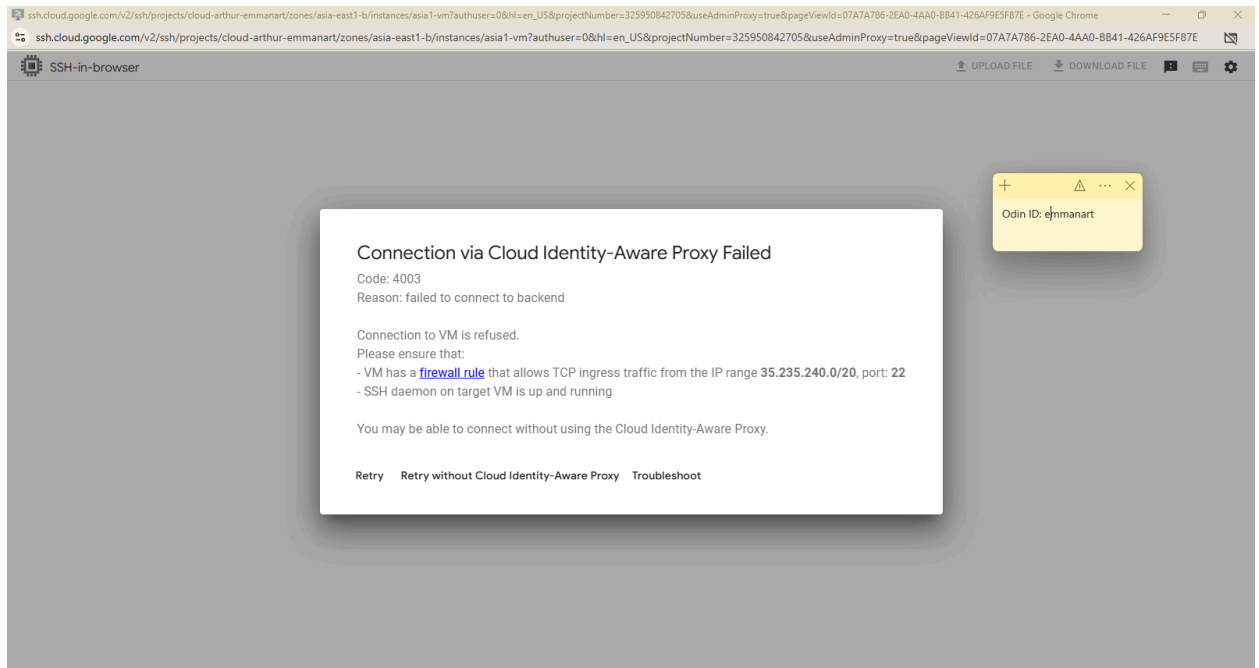 ssh.cloud.google.com/v2/ssh/projects/cloud-arthur-emmanart/zones/asia-east1-b/instances/asia1-vm?authuser=0&hl=en_US&projectNumber=325950842705&useAdminProxy=true&pageViewId=07A7A786-2EA0-4AA0-8B41-426AF9E5F87E - Google Chrome
ssh.cloud.google.com/v2/ssh/projects/cloud-arthur-emmanart/zones/asia-east1-b/instances/asia1-vm?authuser=0&hl=en_US&projectNumber=325950842705&useAdminProxy=true&pageViewId=07A7A786-2EA0-4AA0-BB41-426AF9E5F87E
SSH-in-browser
UPLOAD FILE
DOWNLOAD FILE
Odin ID: emmanart
Connection via Cloud Identity-Aware Proxy Failed
Code: 4003
Reason: failed to connect to backend
Connection to VM is refused.
Please ensure that:
- VM has a firewall rule that allows TCP ingress traffic from the IP range 35.235.240.0/20, port: 22
- SSH daemon on target VM is up and running
You may be able to connect without using the Cloud Identity-Aware Proxy.
Retry
Retry without Cloud Identity-Aware Proxy
Troubleshoot